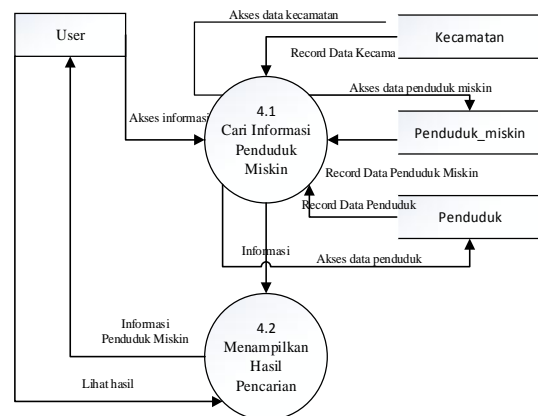 Akses data kecamatan
User
Kecamatan
Record Data Kecama
Akses data penduduk miskin
4.1
Cari Informasi
Penduduk
Miskin
Akses informasi
Penduduk_miskin
Record Data Penduduk Miskin
Record Data Penduduk
Penduduk
Informasi
Akses data penduduk
4.2
Menampilkan
Hasil
Pencarian
Informasi
Penduduk Miskin
Lihat hasil